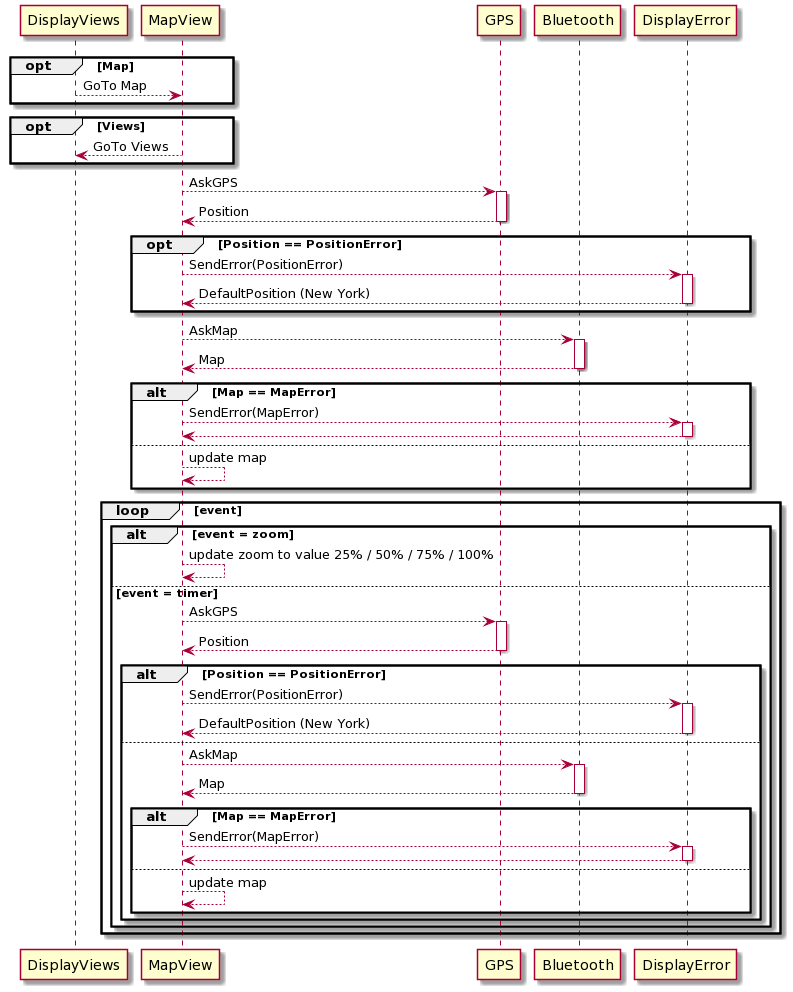 DisplayViews MapView GPS Bluetooth DisplayError
opt [Map]
GoTo Map
opt [Views]
GoTo Views
AskGPS
Position
opt [Position == PositionError]
SendError(PositionError)
DefaultPosition (New York)
AskMap
Map
alt [Map == MapError]
SendError(MapError)
update map
loop [event]
alt [event = zoom]
update zoom to value 25% / 50% / 75% / 100%
[event = timer]
AskGPS
Position
alt [Position == PositionError]
SendError(PositionError)
DefaultPosition (New York)
AskMap
Map
alt [Map == MapError]
SendError(MapError)
update map
DisplayViews MapView GPS Bluetooth DisplayError